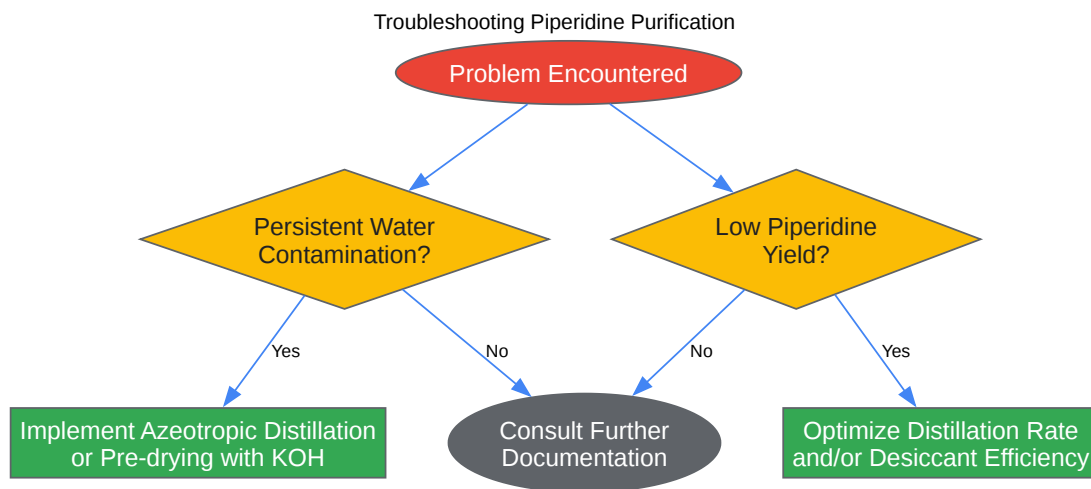 Troubleshooting Piperidine Purification
Problem Encountered
Persistent Water
Contamination?
Low Piperidine
Yield?
Yes
No
No
Yes
Implement Azeotropic Distillation
or Pre-drying with KOH
Consult Further
Documentation
Optimize Distillation Rate
and/or Desiccant Efficiency